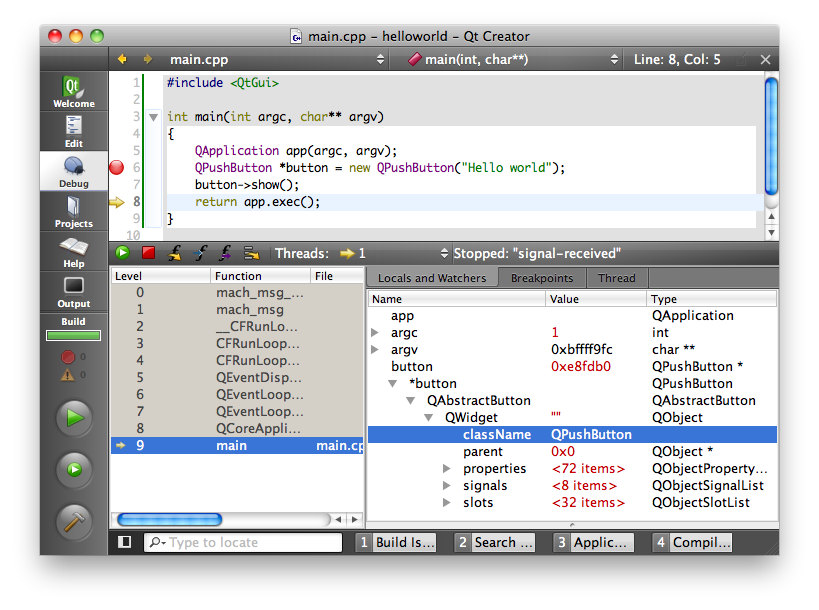 main.cpp – helloworld – Qt Creator
main.cpp
main(int, char**)
Line: 8, Col: 5
Qt
Welcome
Edit
Debug
Projects
Help
Output
Build
0
0
1 #include <QtGui>
2
3 int main(int argc, char** argv)
4 {
5 QApplication app(argc, argv);
6 QPushButton *button = new QPushButton("Hello world");
7 button->show();
8 return app.exec();
9 }
10
Threads: 1
Stopped: "signal-received"
Level Function File
0 mach_msg_...
1 mach_msg
2 __CFRunLo...
3 CFRunLoop...
4 CFRunLoop...
5 QEventDisp...
6 QEventLoop...
7 QEventLoop...
8 QCoreAppli...
9 main main.cp
Locals and Watchers Breakpoints Thread
Name Value Type
app QApplication
argc 1 int
argv 0xbffff9fc char **
button 0xe8fdb0 QPushButton *
*button QPushButton
QAbstractButton QAbstractButton
QWidget "" QObject
className QPushButton
parent 0x0 QObject *
properties <72 items> QObjectProperty...
signals <8 items> QObjectSignalList
slots <32 items> QObjectSlotList
Type to locate
1 Build Is...
2 Search ...
3 Applic...
4 Compil...